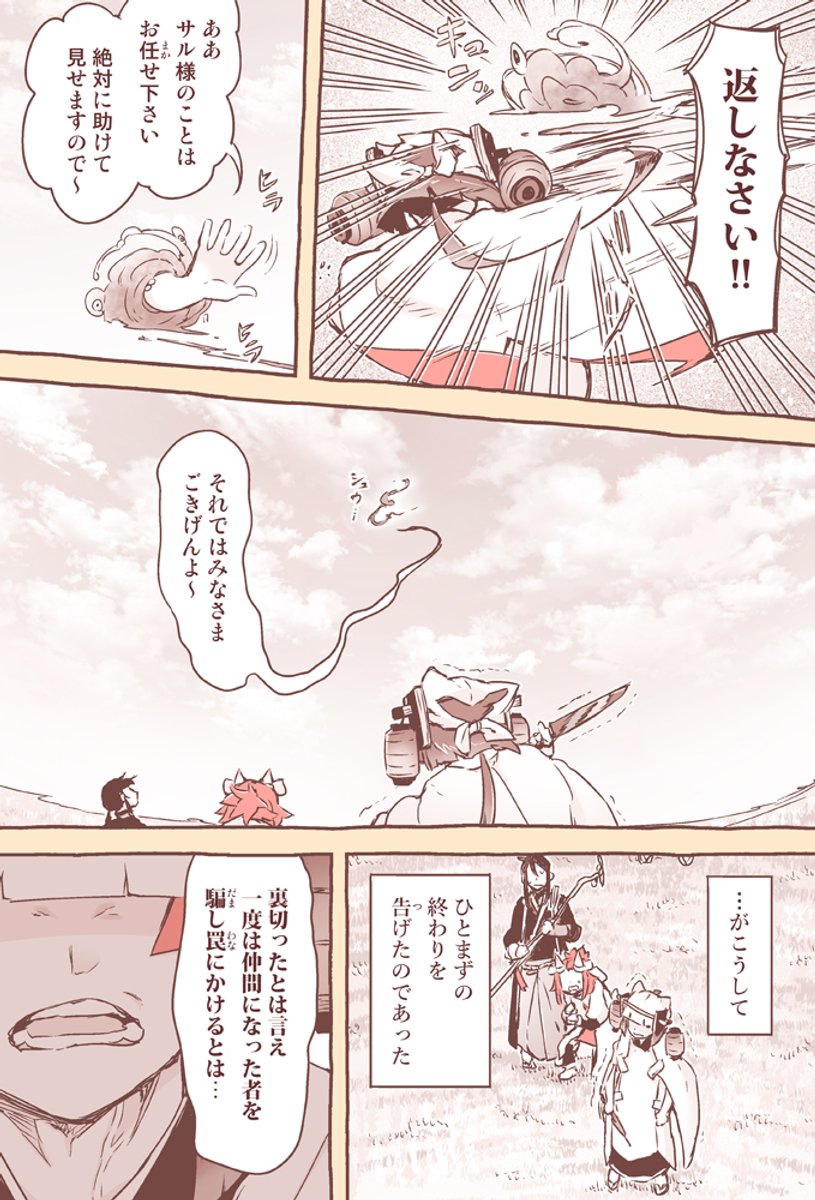 返しなさい!!
キュンッ
ああ
サル様のことは
お任せ下さい
絶対に助けて
見せますので〜
ヒラ
ヒラ
シュウ…
それではみなさま
ごきげんよ〜
…がこうして
ひとまずの
終わりを
告げたのであった
裏切ったとは言え
一度は仲間になった者を
騙し罠にかけるとは…